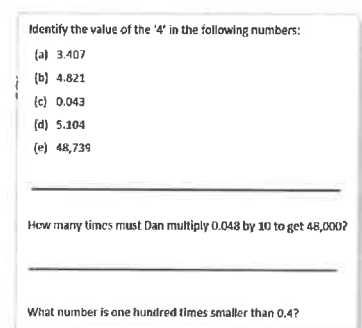 Identify the value of the '4' in the following numbers:
(a) 3.407
(b) 4.821
(c) 0.043
(d) 5.104
(e) 48,739
How many times must Dan multiply 0.048 by 10 to get 48,000?
What number is one hundred times smaller than 0.4?